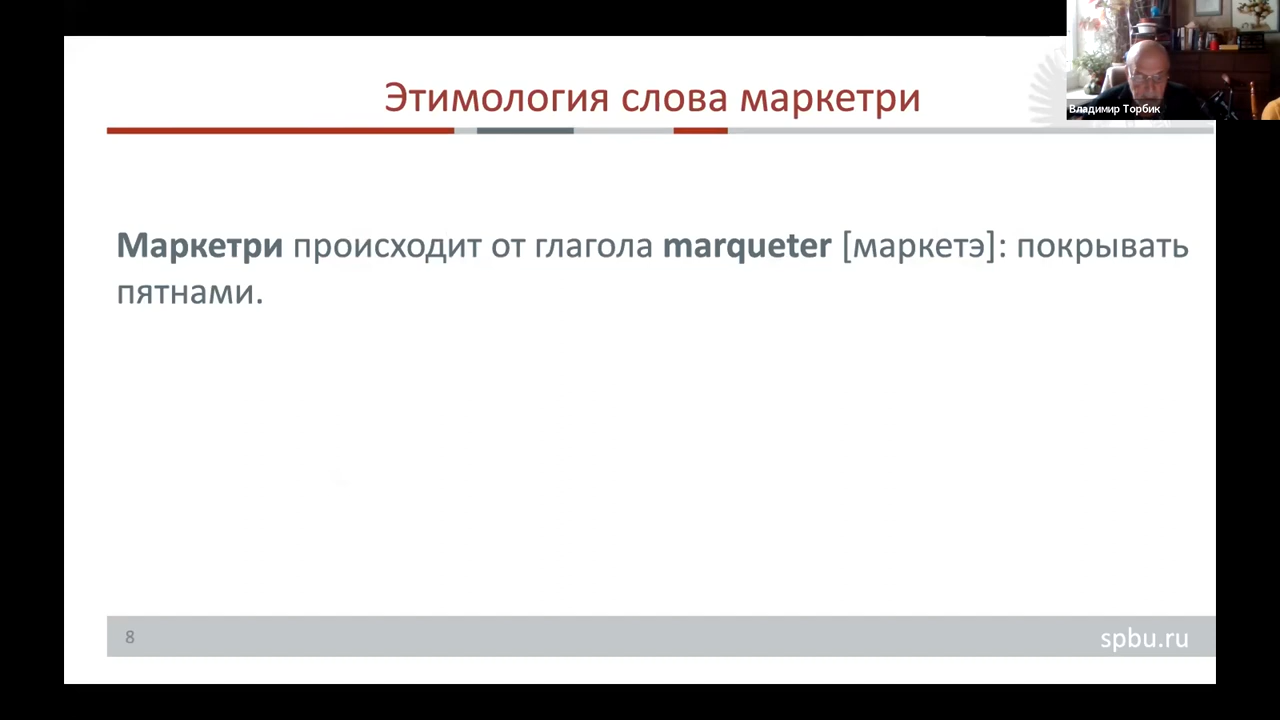 Этимология слова маркетри
Владимир Торбик
Маркетри происходит от глагола marqueter [маркетэ]: покрывать
пятнами.
8
spbu.ru